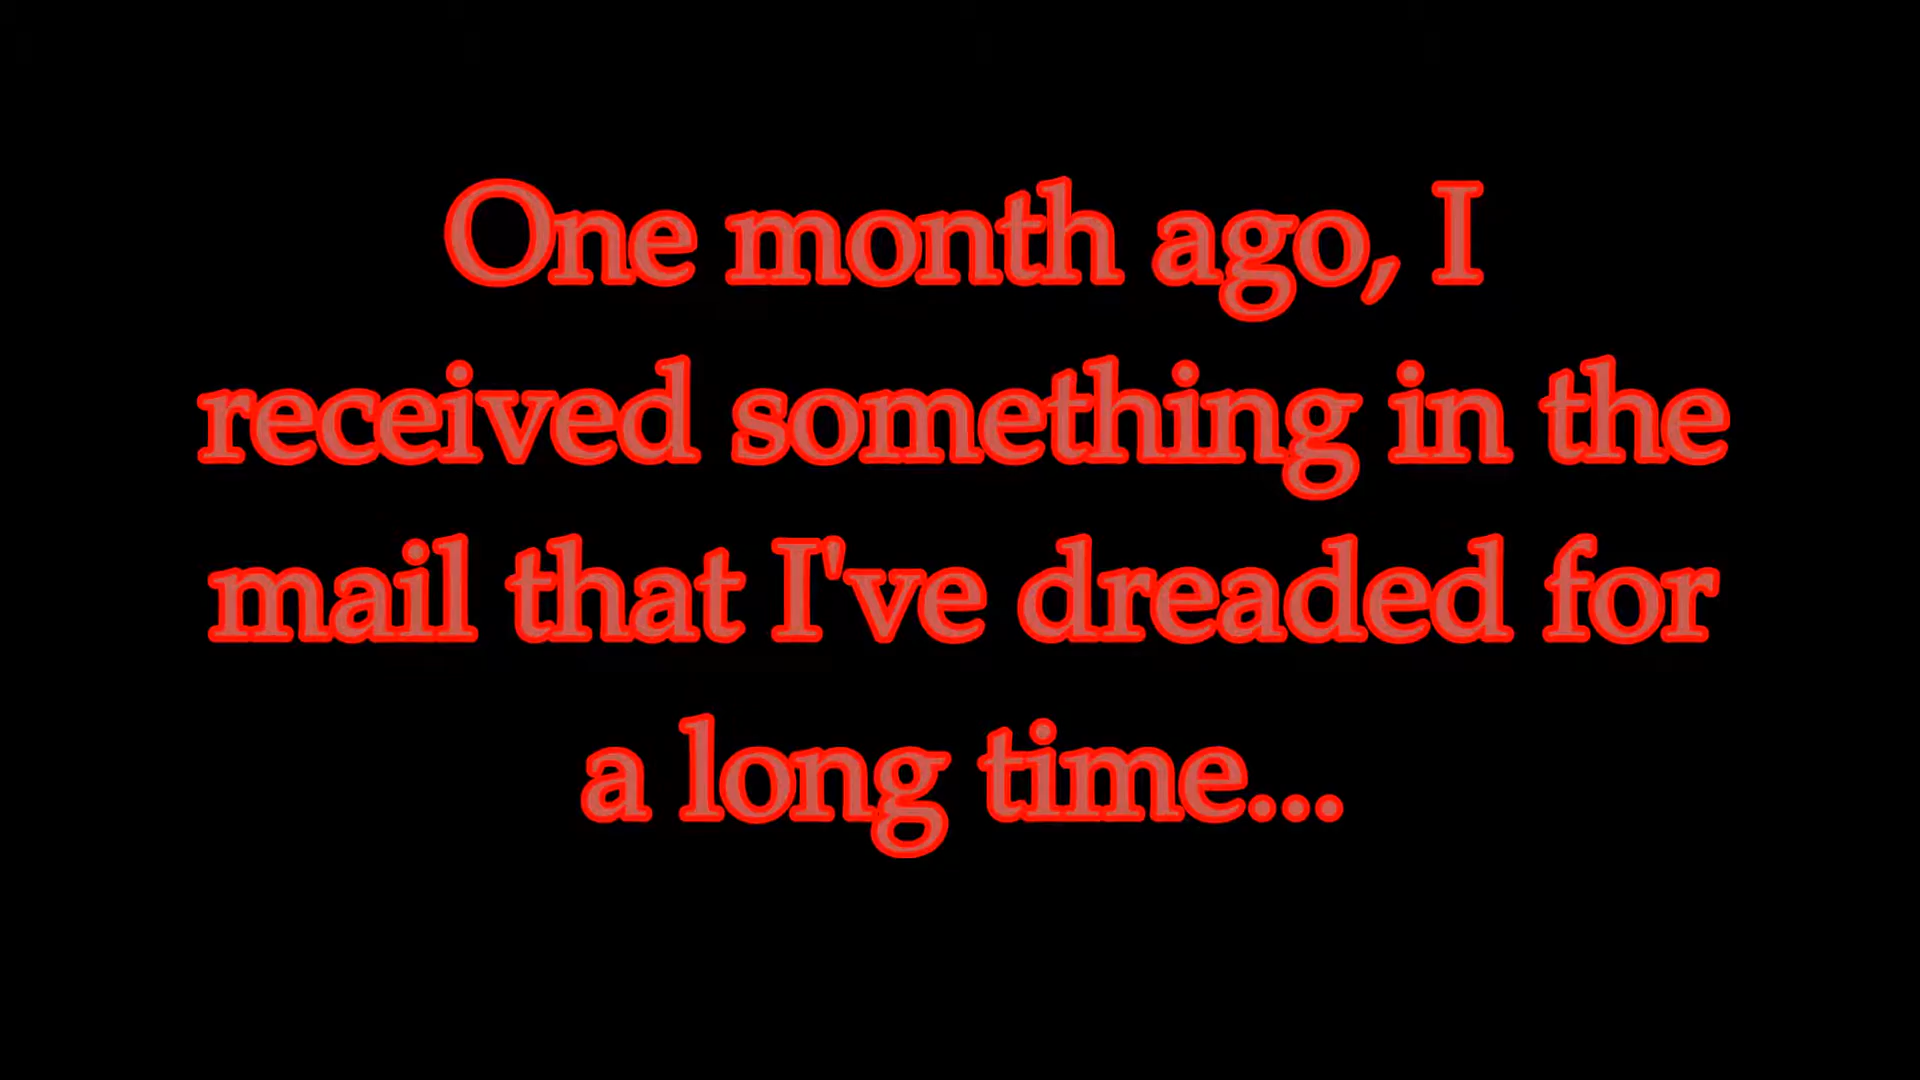 One month ago, I
received something in the
mail that I've dreaded for
a long time...